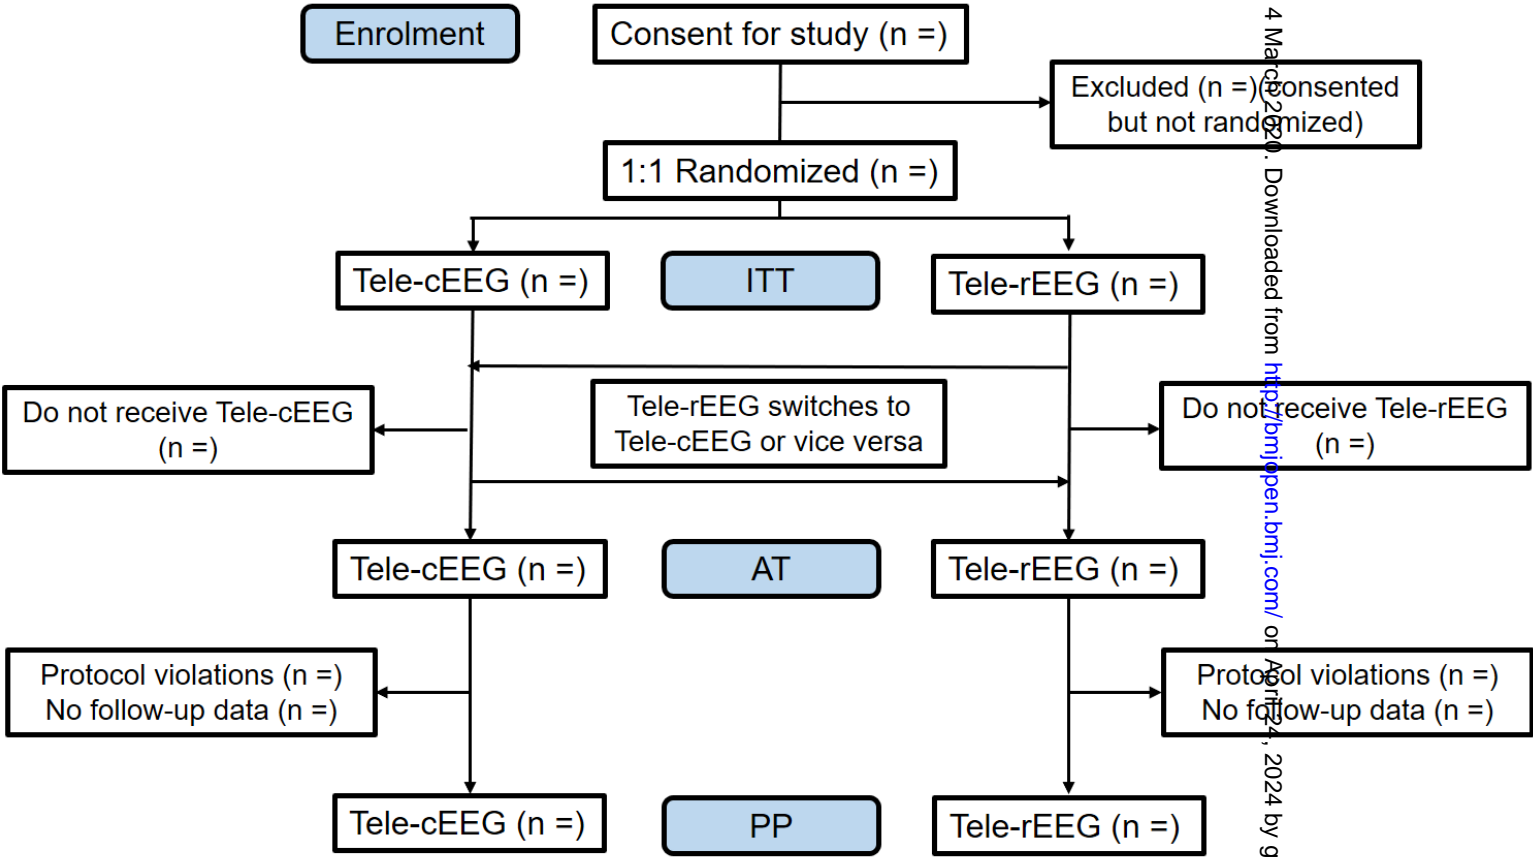 Enrolment
Consent for study (n =)
Excluded (n =)(consented
but not randomized)
1:1 Randomized (n =)
Tele-cEEG (n =)
ITT
Tele-rEEG (n =)
Do not receive Tele-cEEG
(n =)
Tele-rEEG switches to
Tele-cEEG or vice versa
Do not receive Tele-rEEG
(n =)
Tele-cEEG (n =)
AT
Tele-rEEG (n =)
Protocol violations (n =)
No follow-up data (n =)
Protocol violations (n =)
No follow-up data (n =)
Tele-cEEG (n =)
PP
Tele-rEEG (n =)
4 March 2020. Downloaded from http://bmjopen.bmj.com/ on April 24, 2024 by g